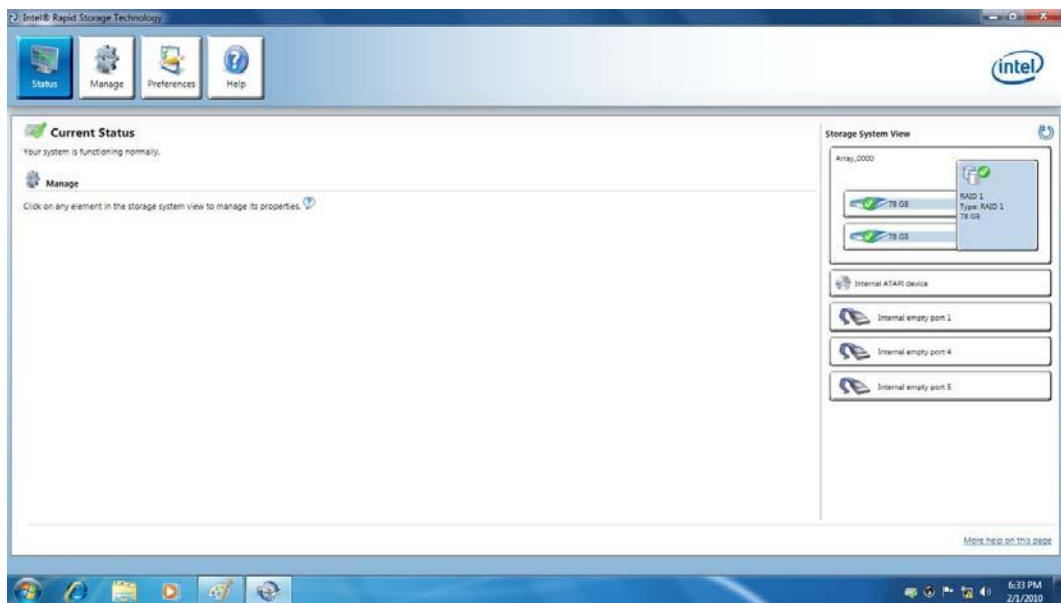 Intel® Rapid Storage Technology
Status
Manage
Preferences
Help
intel
Current Status
Your system is functioning normally.
Manage
Click on any element in the storage system view to manage its properties.
Storage System View
Array_0000
78 GB
78 GB
RAID 1
Type: RAID 1
78 GB
Internal ATAPI device
Internal empty port 1
Internal empty port 4
Internal empty port 5
More help on this page
6:33 PM
2/1/2010